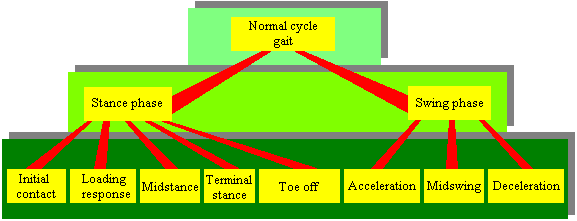 Normal cycle
gait
Stance phase
Swing phase
Initial
contact
Loading
response
Midstance
Terminal
stance
Toe off
Acceleration
Midswing
Deceleration